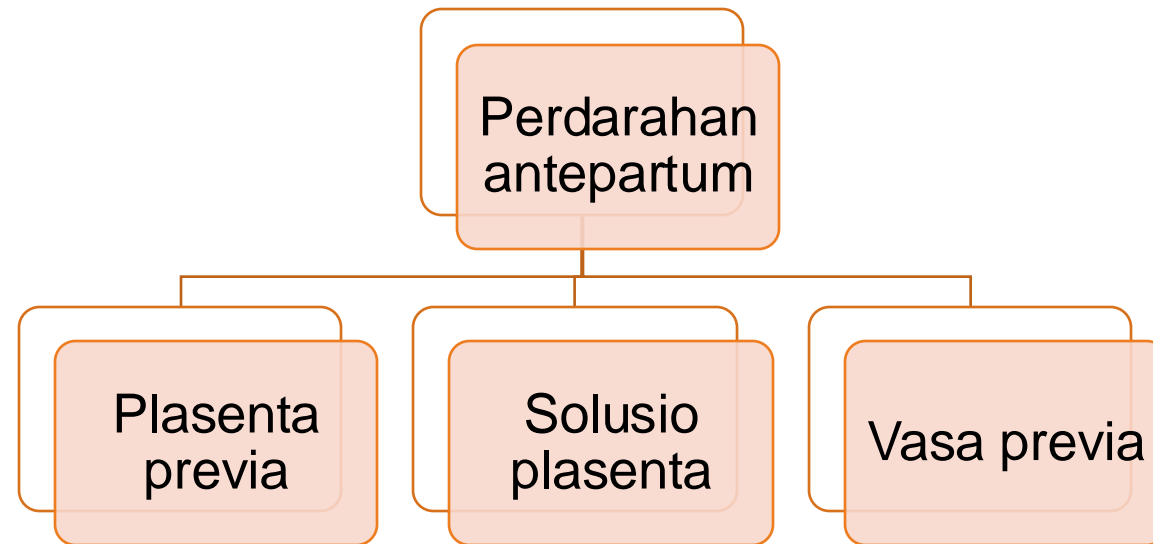 Perdarahan
antepartum
Plasenta
previa
Solusio
plasenta
Vasa previa